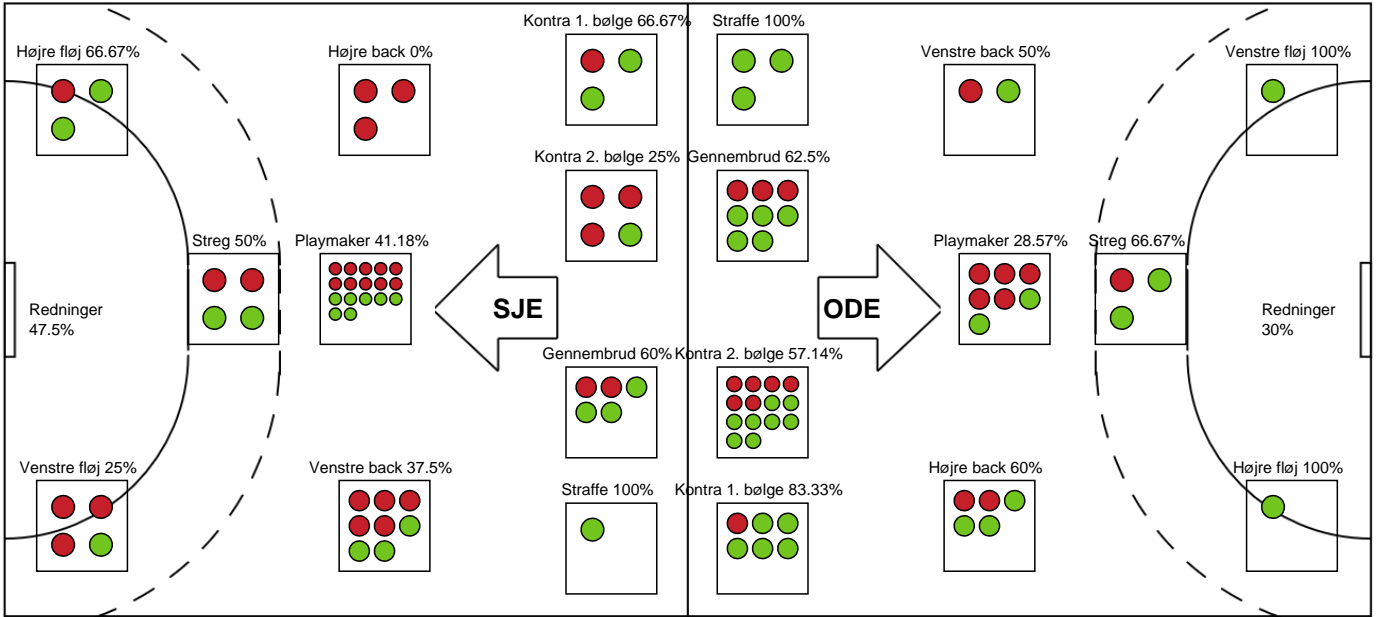 Kontra 1. bølge 66.67%
Straffe 100%
Højre fløj 66.67%
Højre back 0%
Venstre back 50%
Venstre fløj 100%
Kontra 2. bølge 25%
Gennembrud 62.5%
Streg 50%
Playmaker 41.18%
Playmaker 28.57%
Streg 66.67%
Redninger
47.5%
SJE
ODE
Redninger
30%
Gennembrud 60%
Kontra 2. bølge 57.14%
Venstre fløj 25%
Venstre back 37.5%
Straffe 100%
Kontra 1. bølge 83.33%
Højre back 60%
Højre fløj 100%